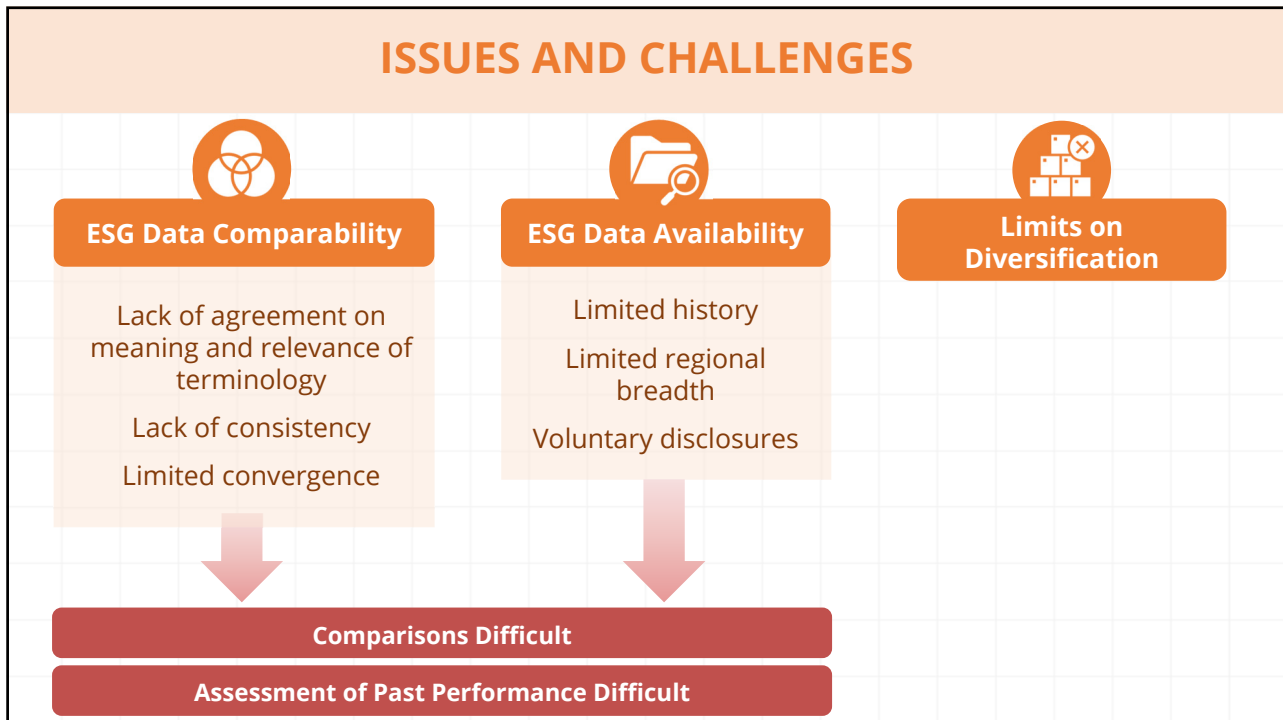 ISSUES AND CHALLENGES
ESG Data Comparability
Lack of agreement on
meaning and relevance of
terminology
Lack of consistency
Limited convergence
ESG Data Availability
Limited history
Limited regional
breadth
Voluntary disclosures
Limits on
Diversification
Comparisons Difficult
Assessment of Past Performance Difficult